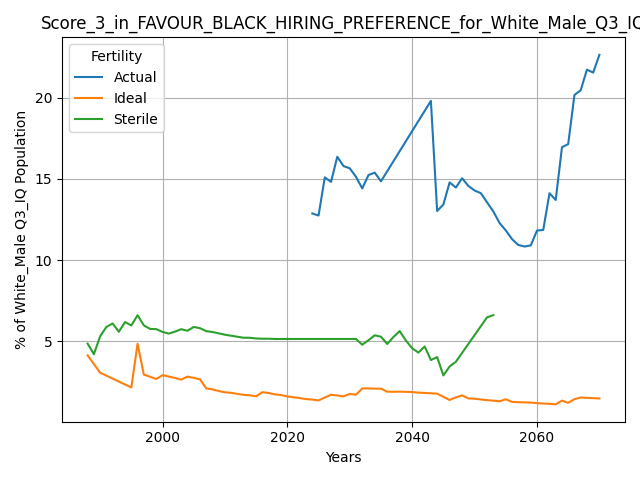 Score_3_in_FAVOUR_BLACK_HIRING_PREFERENCE_for_White_Male_Q3_IQ
Fertility
Actual
Ideal
Sterile
% of White_Male Q3_IQ Population
20
15
10
5
2000 2020 2040 2060
Years